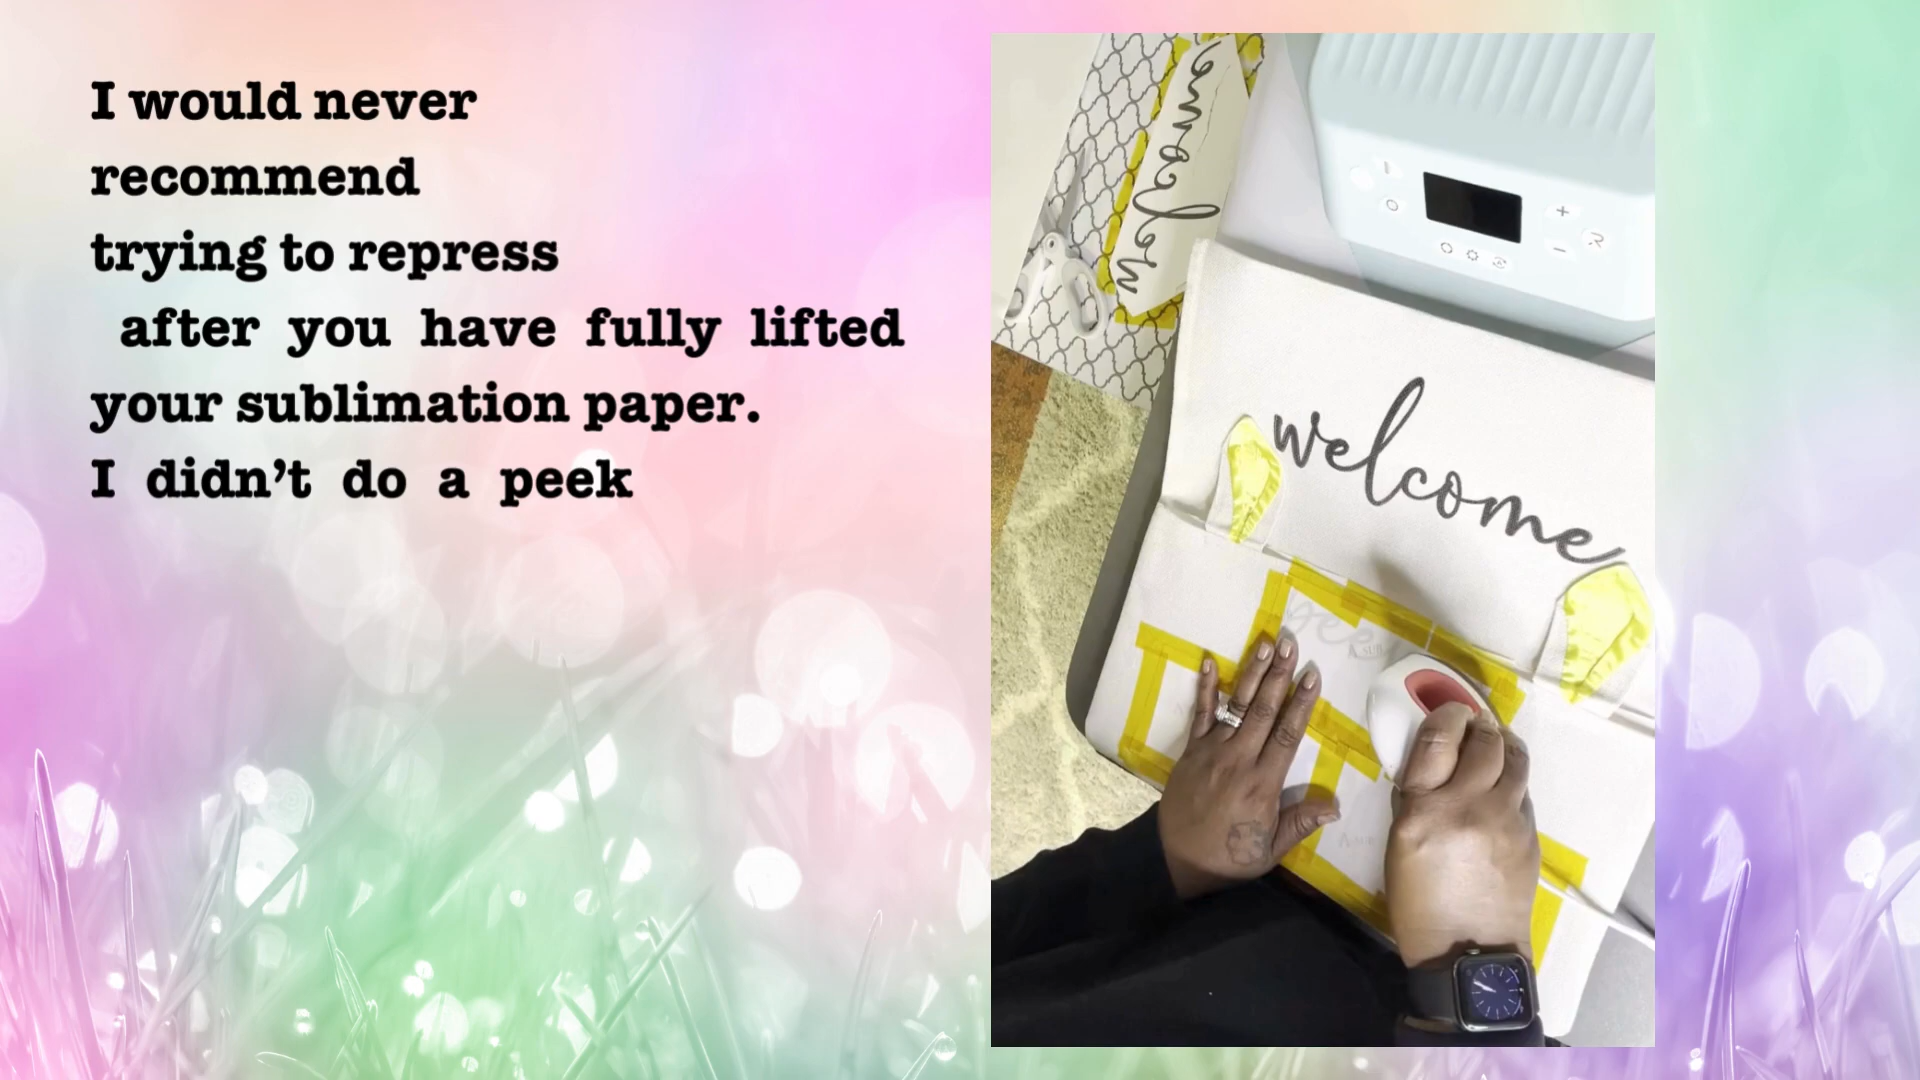 I would never
recommend
trying to repress
after you have fully lifted
your sublimation paper.
I didn’t do a peek
welcome